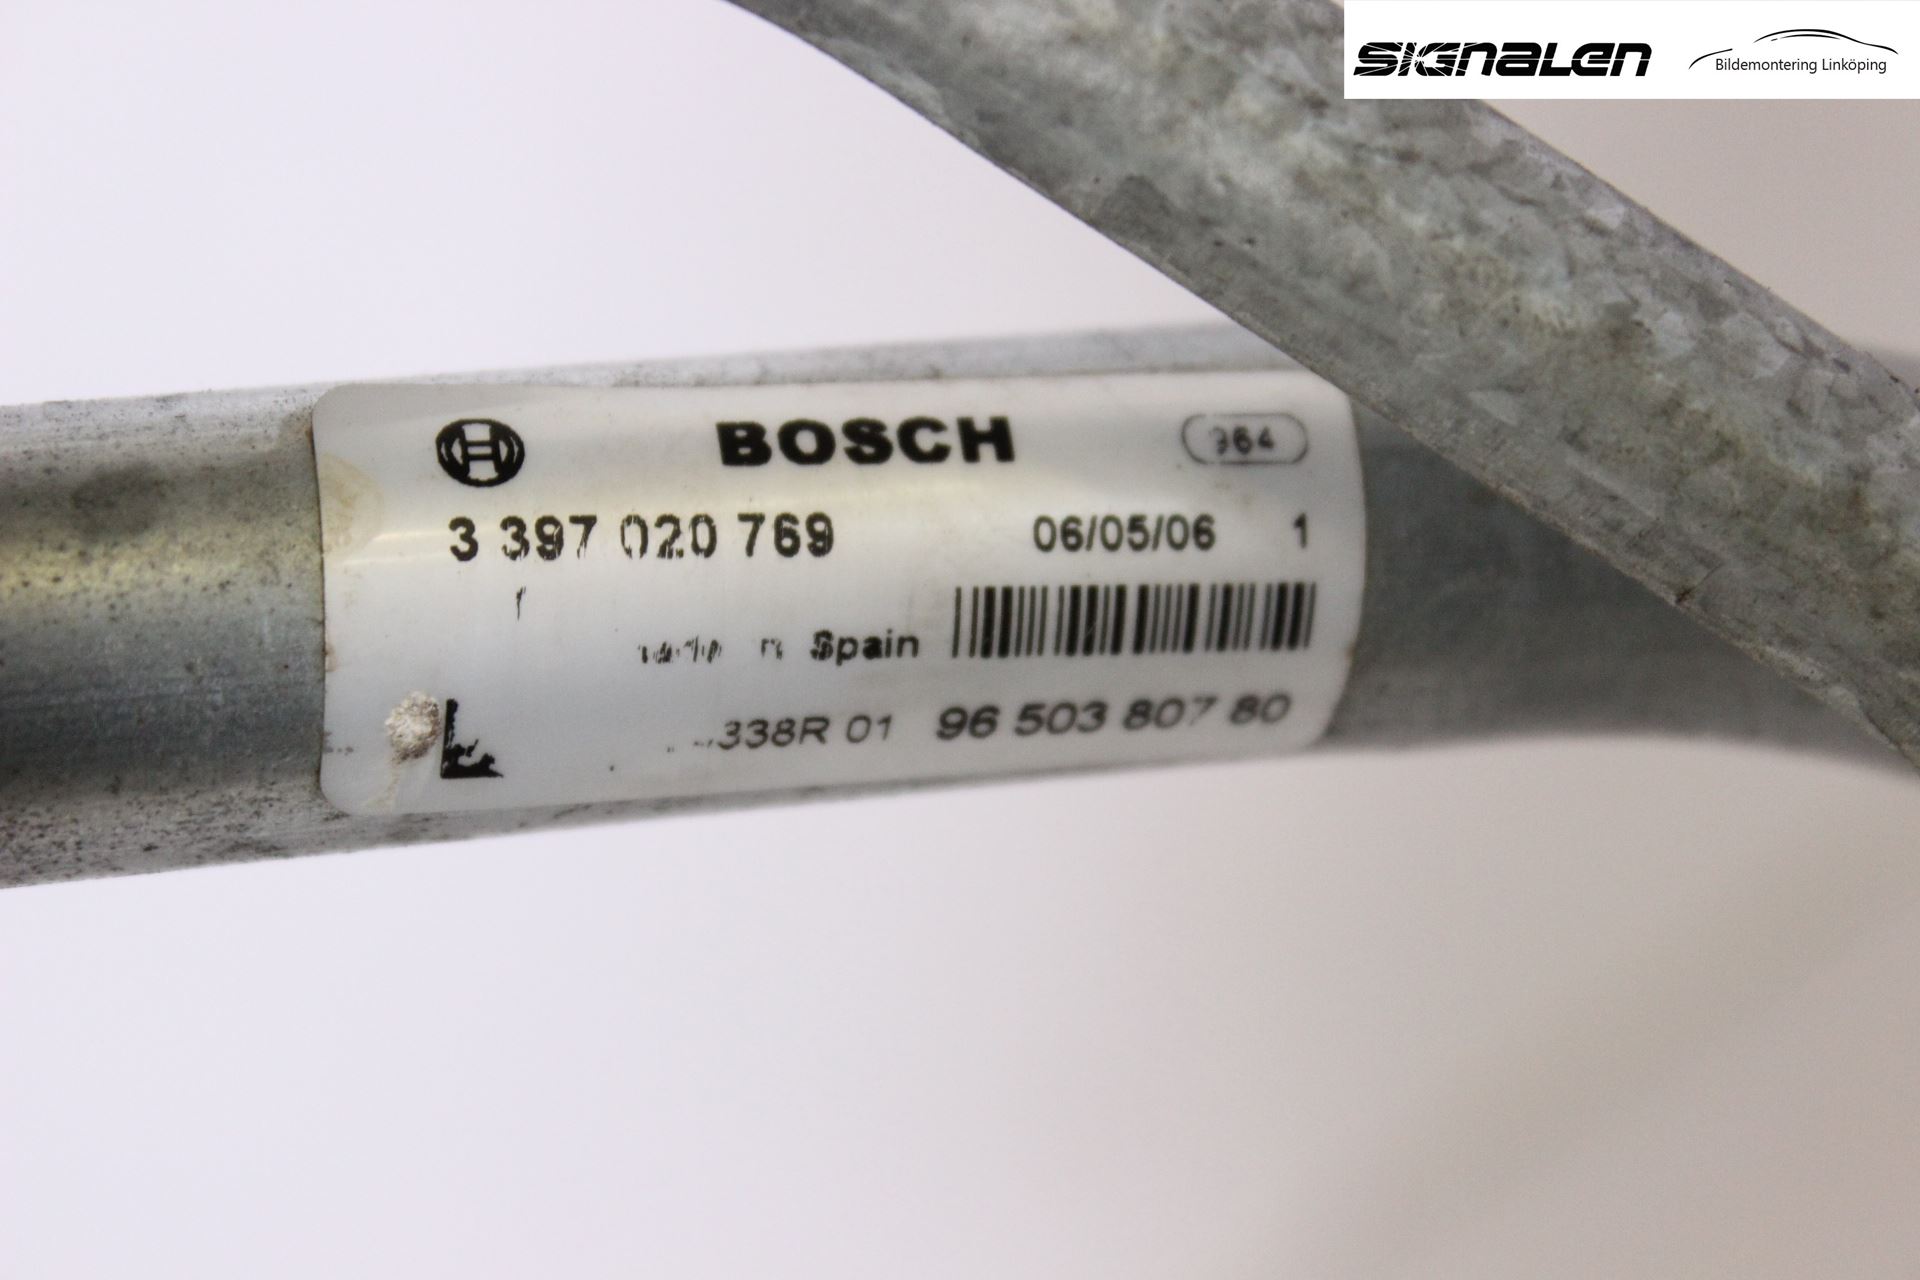 SIGNALEN
Bildemontering Linköping
BOSCH 364
3 397 020 769 06/05/06 1
Spain
338R 01 96 503 807 80
L